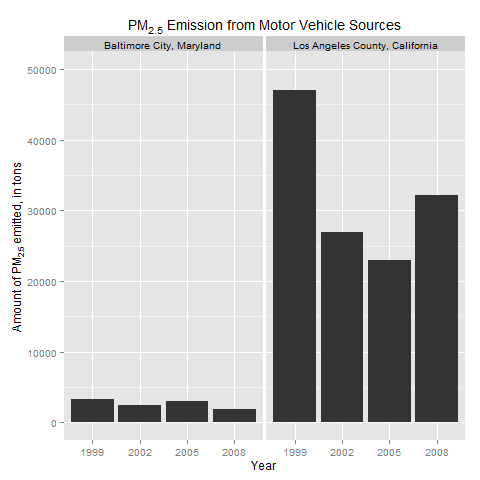 PM2.5 Emission from Motor Vehicle Sources
Baltimore City, Maryland
Los Angeles County, California
Amount of PM2.5 emitted, in tons
50000
40000
30000
20000
10000
0
1999 2002 2005 2008
1999 2002 2005 2008
Year